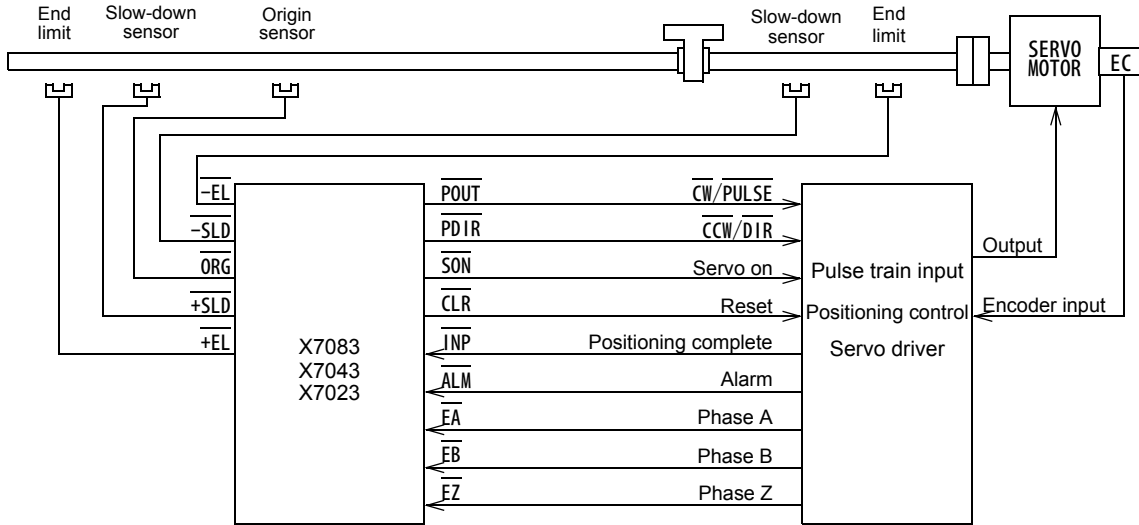 End limit
Slow-down sensor
Origin sensor
Slow-down sensor
End limit
SERVO MOTOR
EC
−EL
−SLD
ORG
+SLD
+EL
X7083
X7043
X7023
POUT
PDIR
SON
CLR
INP
ALM
EA
EB
EZ
CW/PULSE
CCW/DIR
Servo on
Reset
Positioning complete
Alarm
Phase A
Phase B
Phase Z
Pulse train input
Positioning control
Servo driver
Output
Encoder input